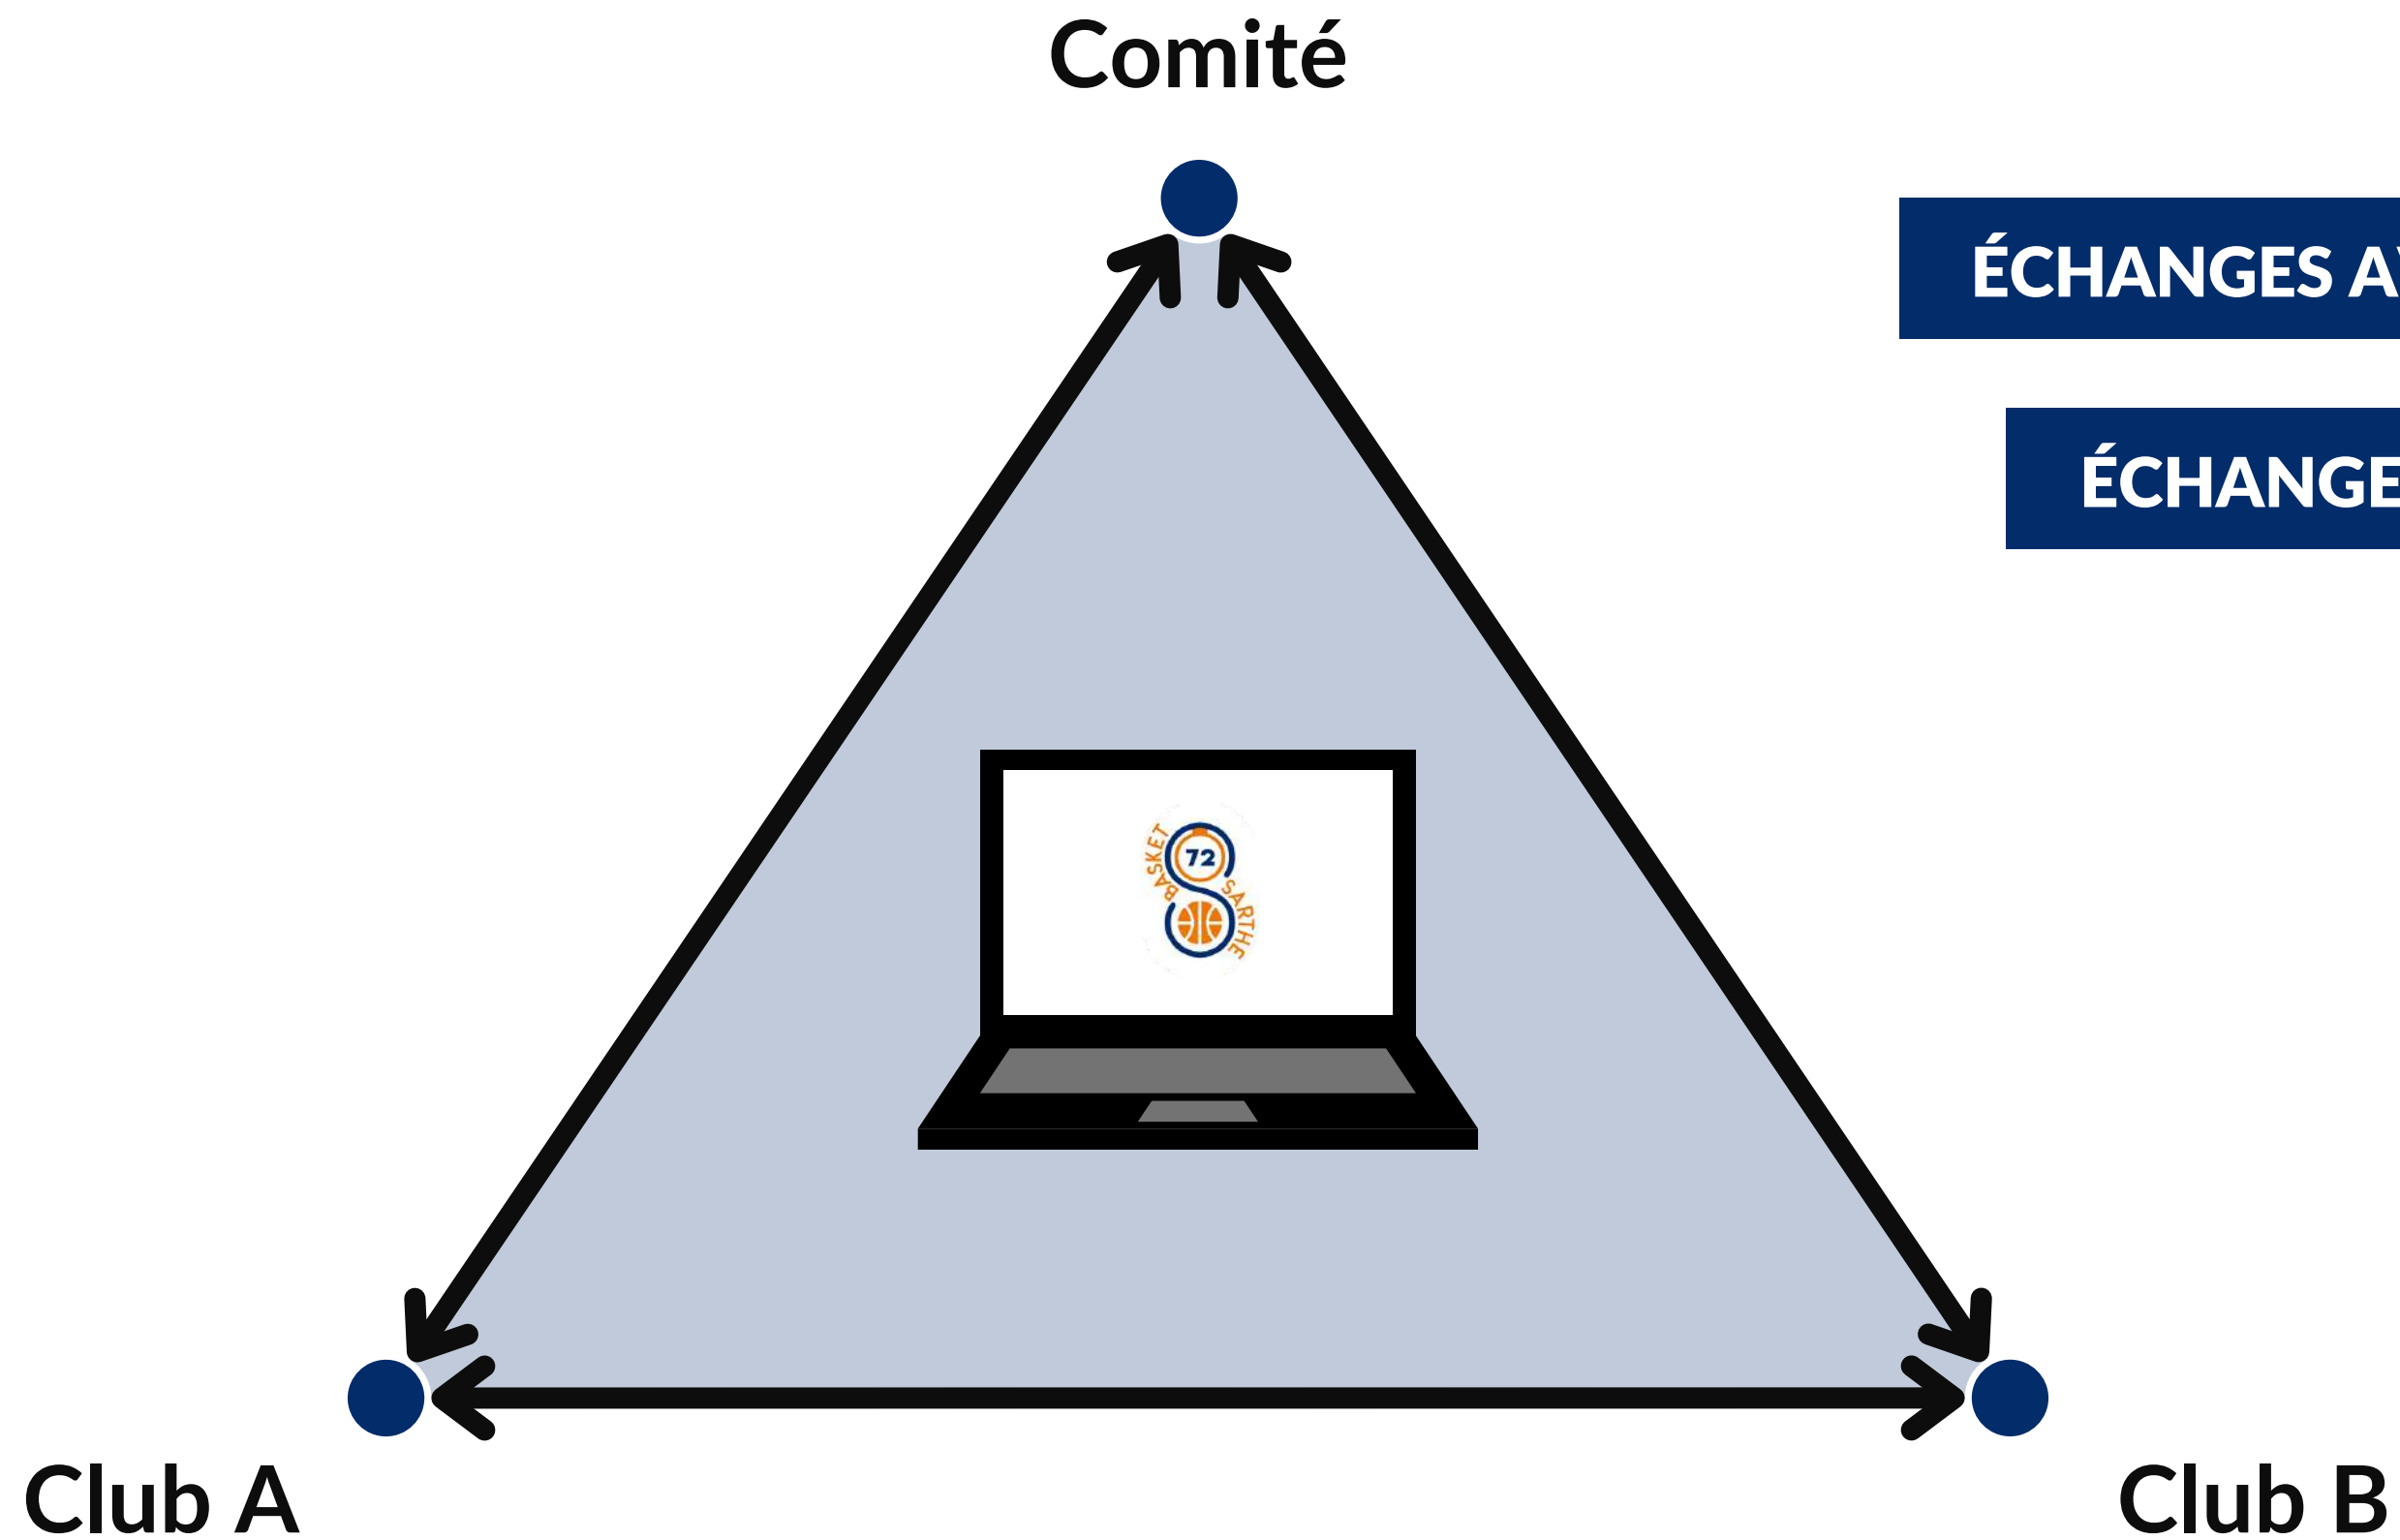 Comité
ÉCHANGES
ÉCHANGE
72
BASKET
SARTHE
Club A
Club B